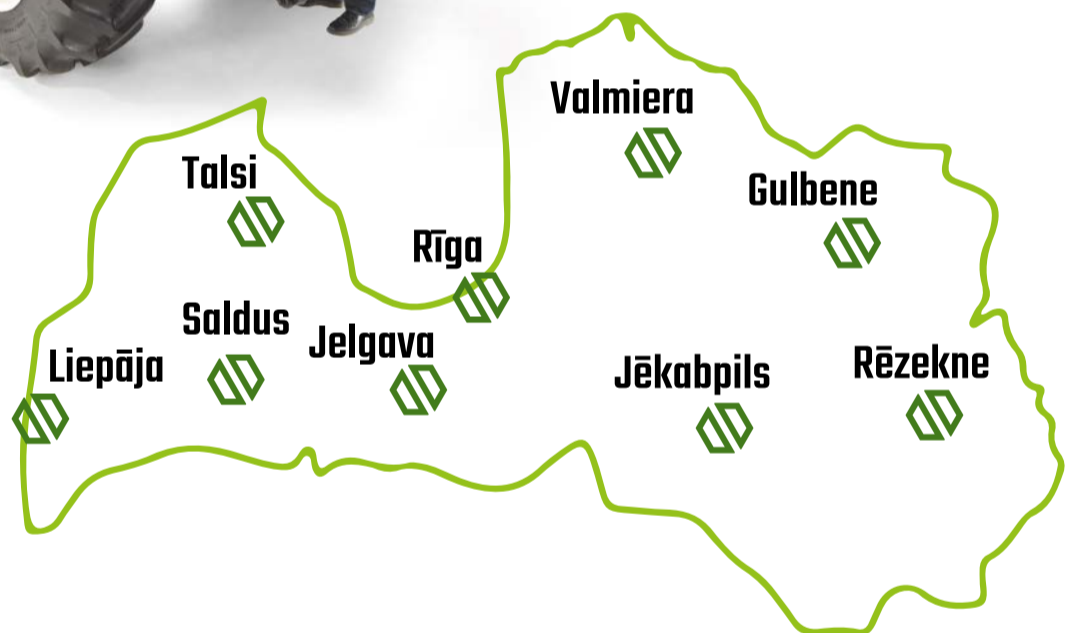 Valmiera
Talsi
Gulbene
Rīga
Saldus
Jelgava
Liepāja
Jēkabpils
Rēzekne